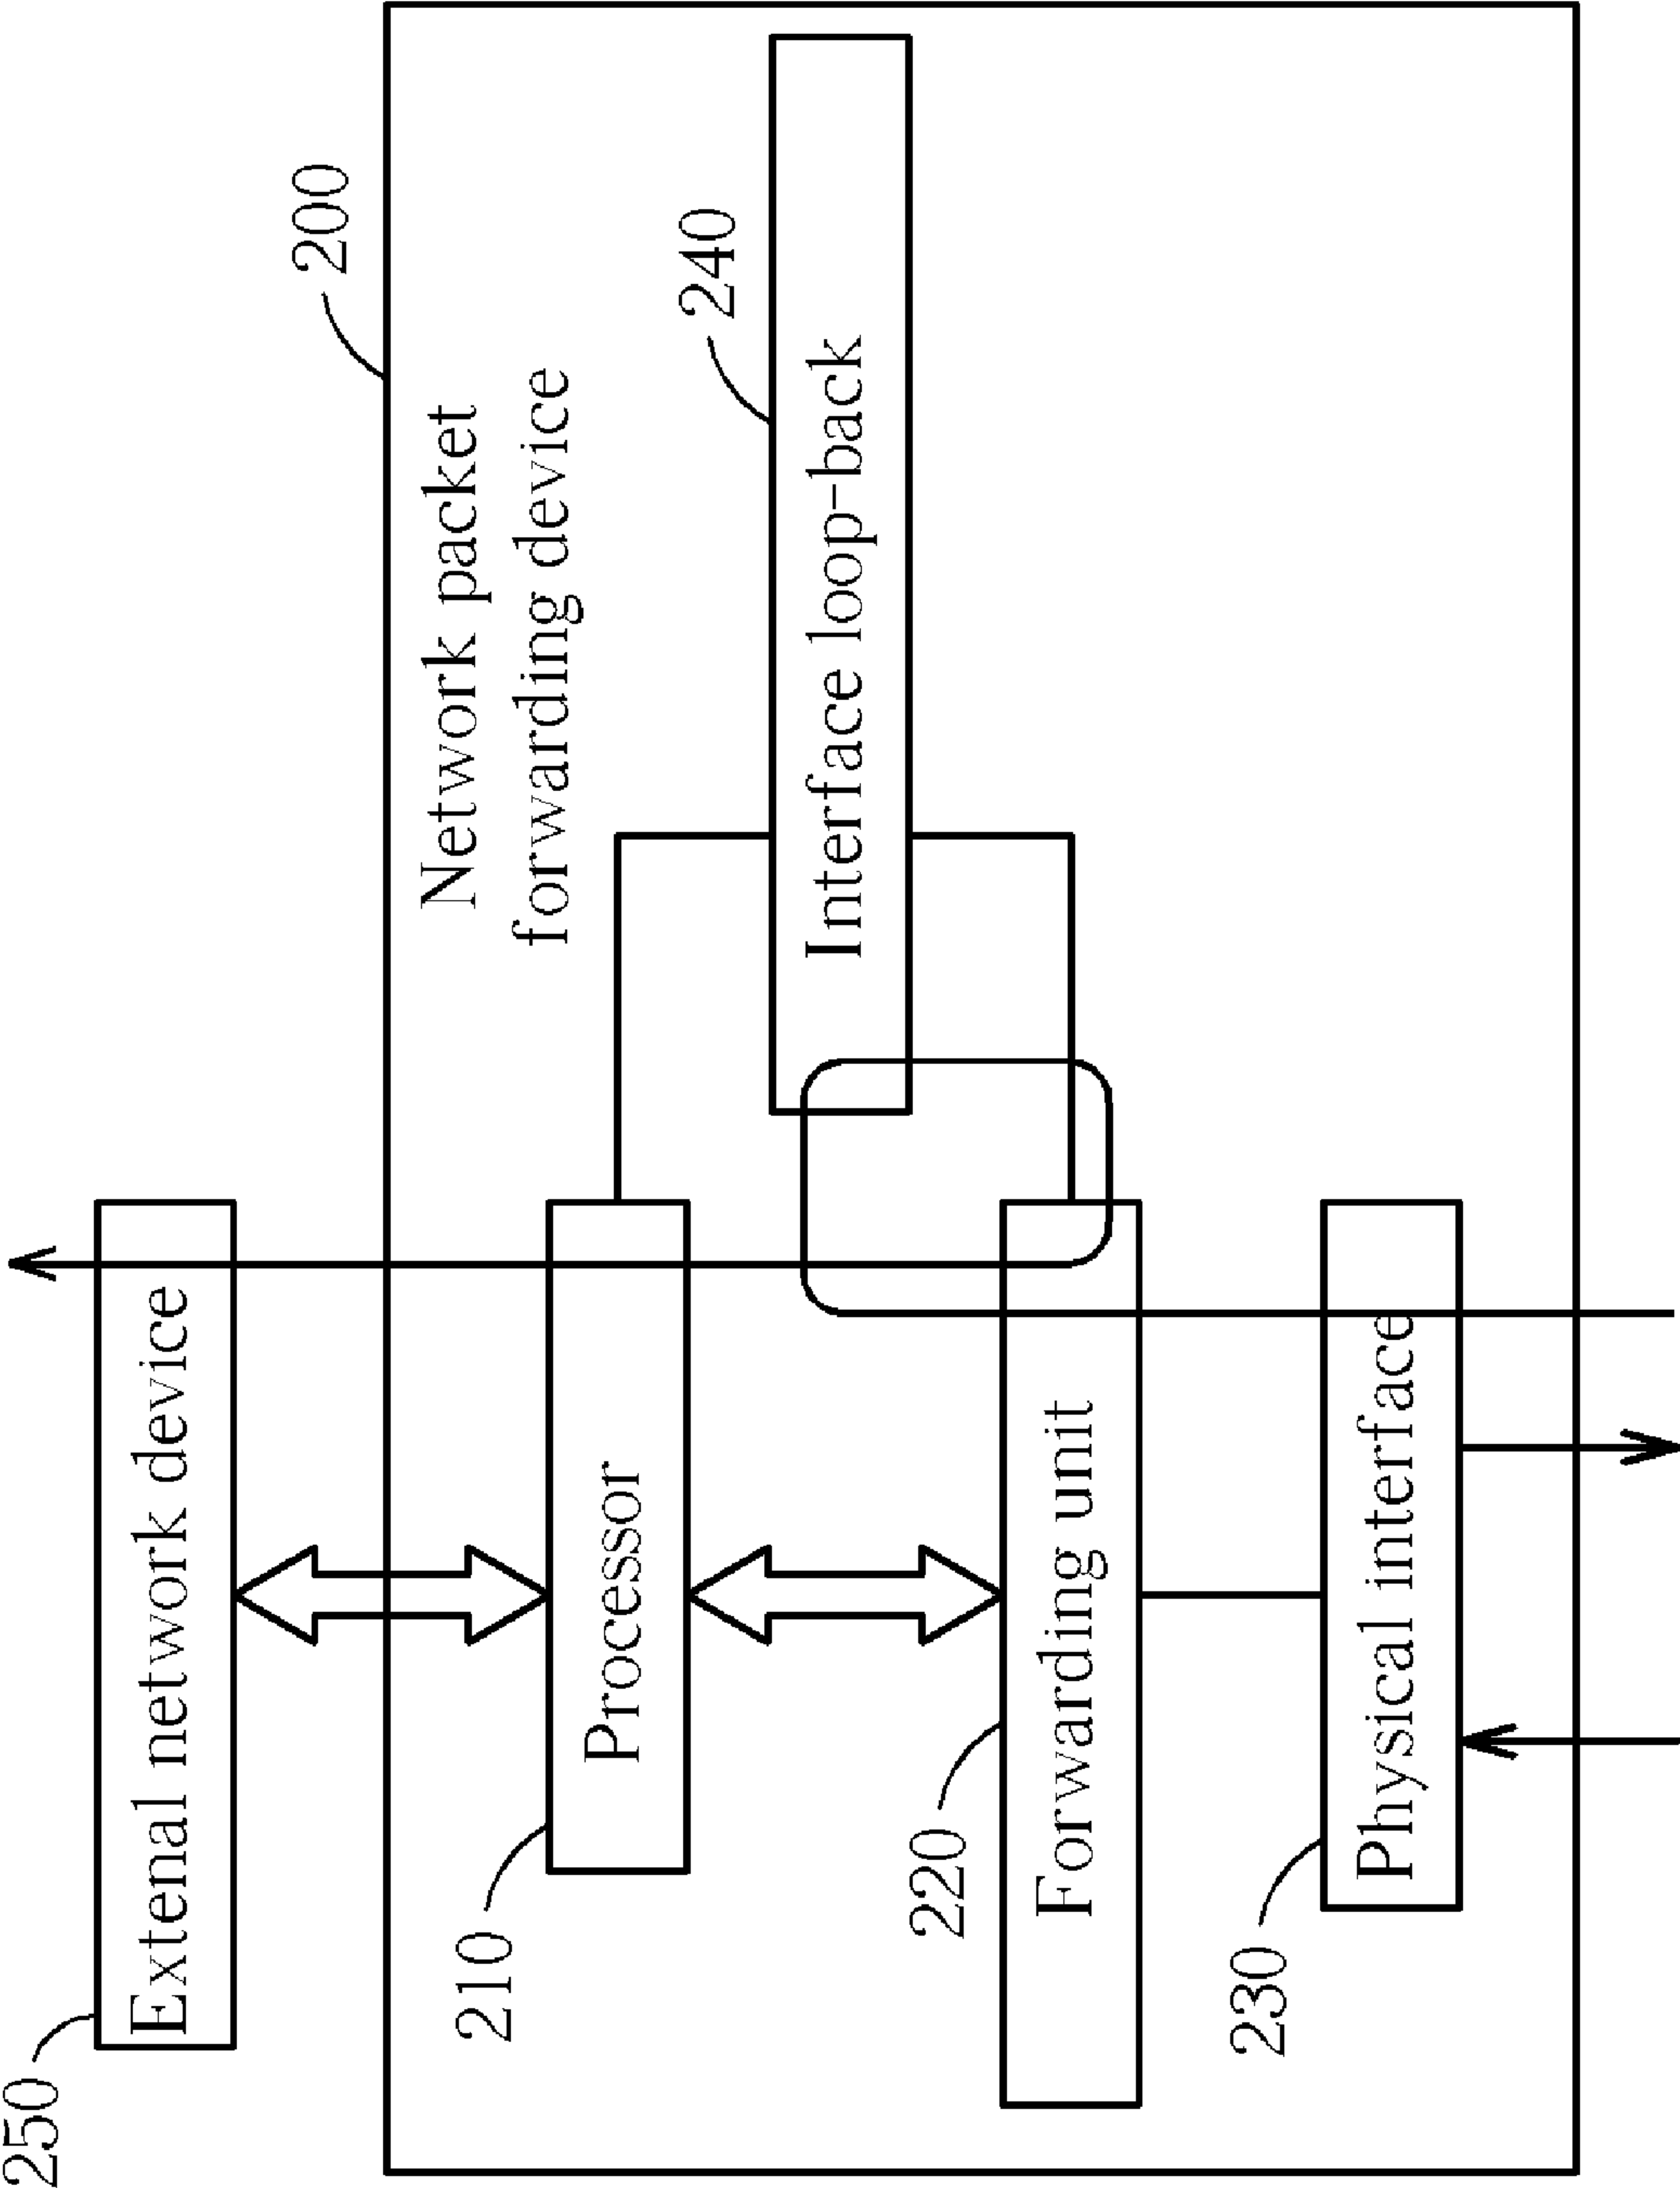 250
External network device
200
Network packet
forwarding device
210
Processor
240
Interface loop-back
220
Forwarding unit
230
Physical interface